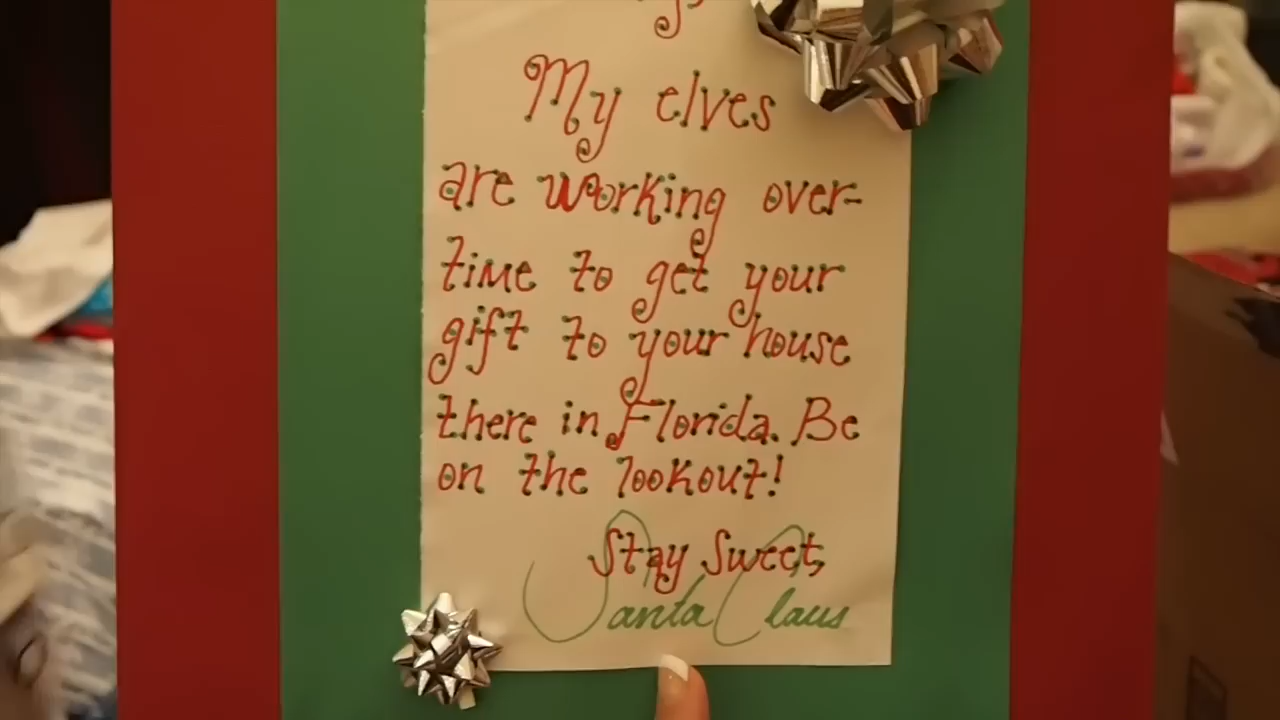 My elves
are working over-
time to get your
gift to your house
there in Florida. Be
on the lookout!
Stay Sweet,
Santa Claus